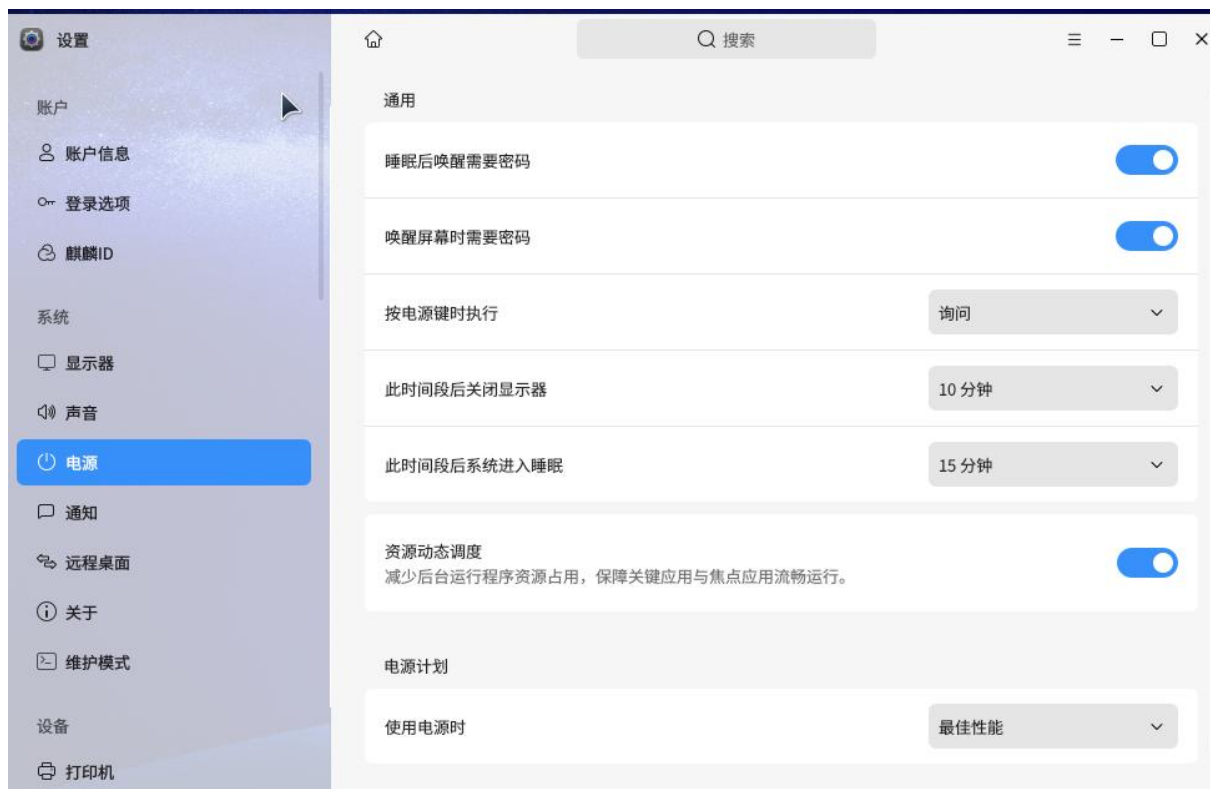 设置
搜索
账户
账户信息
登录选项
麒麟ID
系统
显示器
声音
电源
通知
远程桌面
关于
维护模式
设备
打印机
通用
睡眠后唤醒需要密码
唤醒屏幕时需要密码
按电源键时执行
询问
此时间段后关闭显示器
10 分钟
此时间段后系统进入睡眠
15 分钟
资源动态调度
减少后台运行程序资源占用，保障关键应用与焦点应用流畅运行。
电源计划
使用电源时
最佳性能